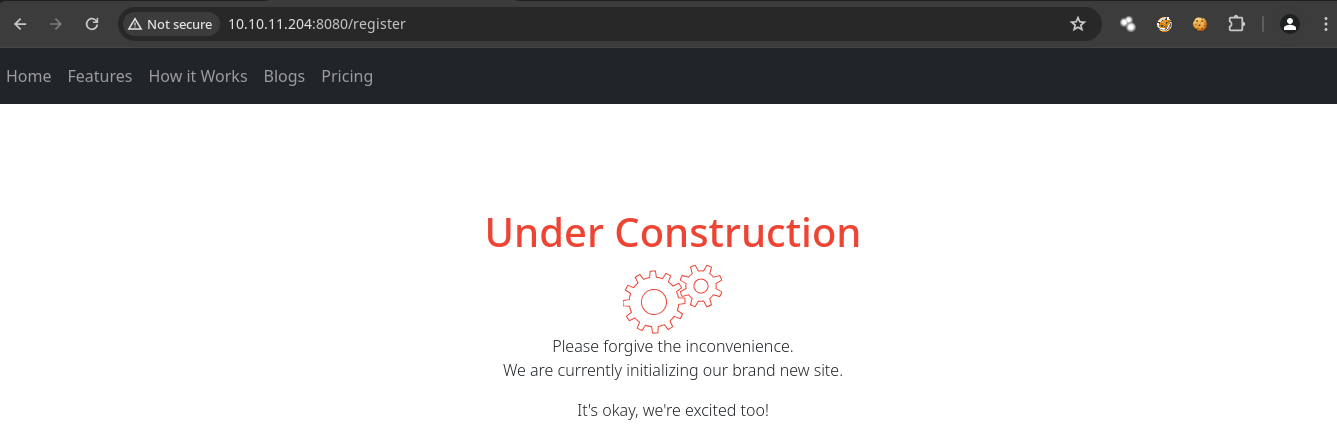 Not secure 10.10.11.204:8080/register
Home Features How it Works Blogs Pricing
Under Construction
Please forgive the inconvenience.
We are currently initializing our brand new site.
It's okay, we're excited too!